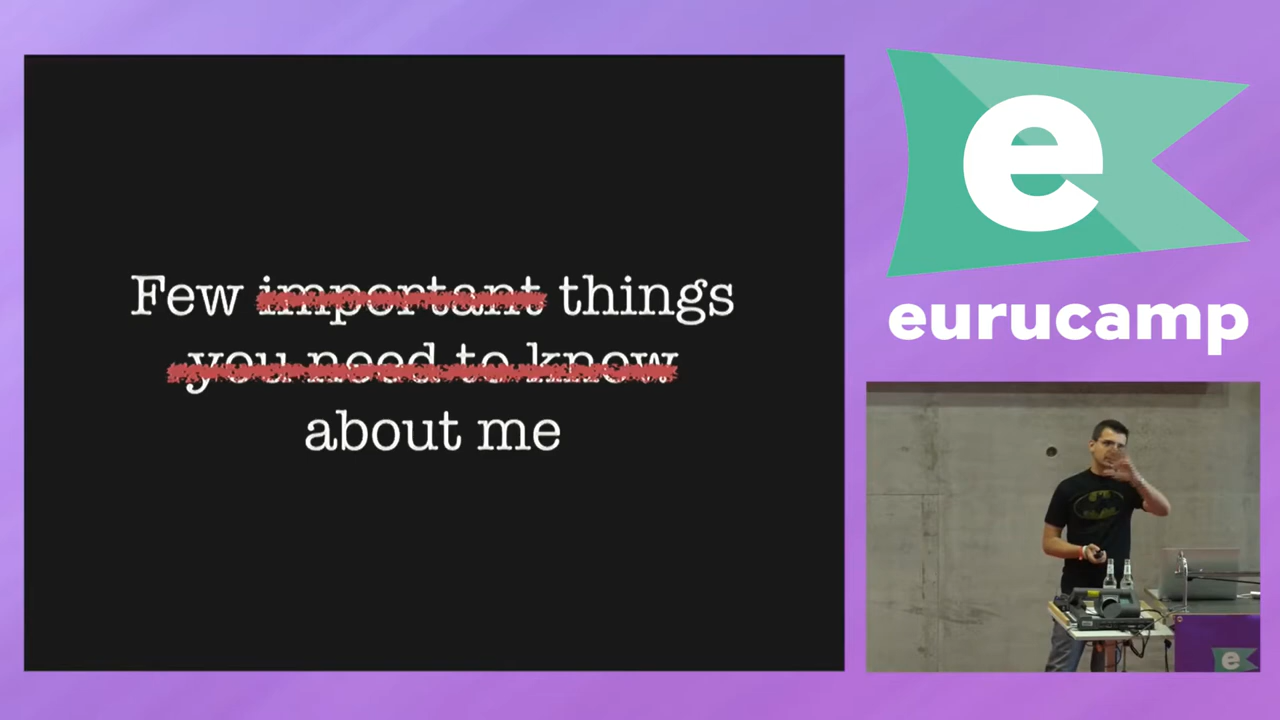 Few important things
you need to know
about me
e
eurucamp
e